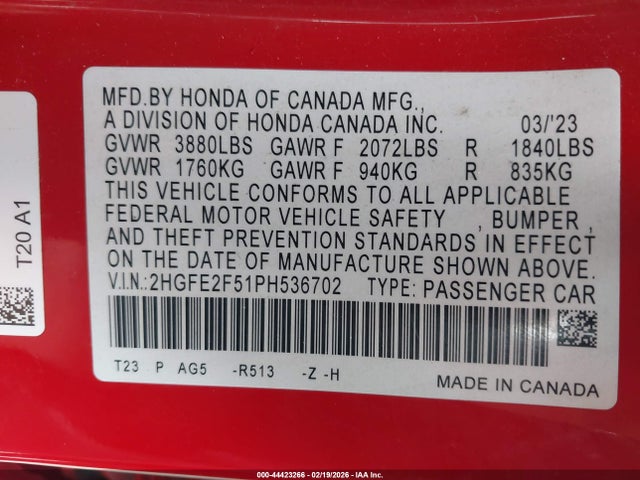 MFD.BY HONDA OF CANADA MFG.,
A DIVISION OF HONDA CANADA INC. 03/'23
GVWR 3880LBS GAWR F 2072LBS R 1840LBS
GVWR 1760KG GAWR F 940KG R 835KG
THIS VEHICLE CONFORMS TO ALL APPLICABLE
FEDERAL MOTOR VEHICLE SAFETY , BUMPER ,
AND THEFT PREVENTION STANDARDS IN EFFECT
ON THE DATE OF MANUFACTURE SHOWN ABOVE.
V.I.N.:2HGFE2F51PH536702 TYPE: PASSENGER CAR
T23 P AG5 -R513 -Z -H
MADE IN CANADA
T20 A1
000-44423266 - 02/19/2026 - IAA Inc.